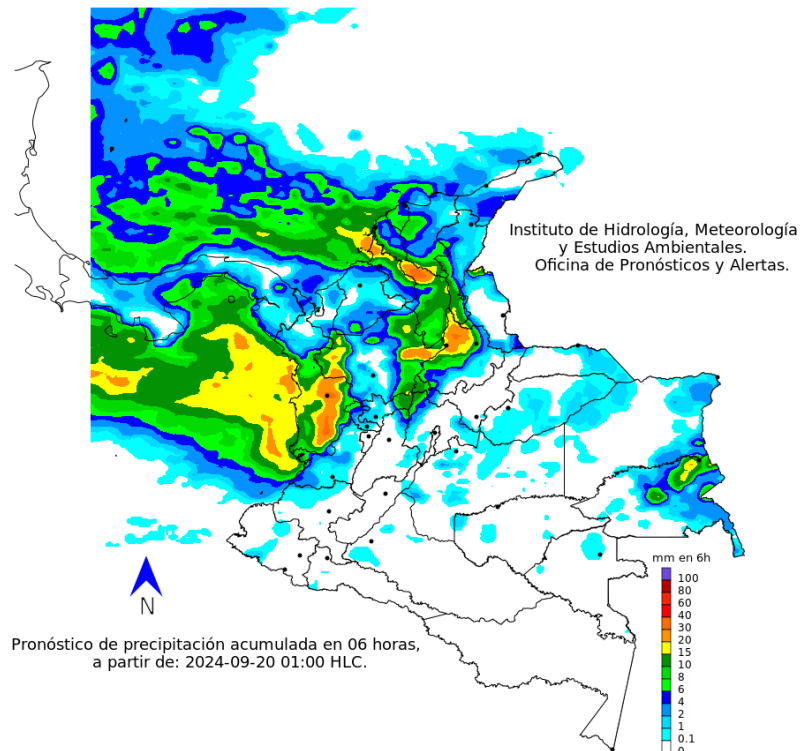 Instituto de Hidrología, Meteorología
y Estudios Ambientales.
Oficina de Pronósticos y Alertas.
N
Pronóstico de precipitación acumulada en 06 horas,
a partir de: 2024-09-20 01:00 HLC.
mm en 6h
100
80
60
40
30
20
15
10
8
6
4
2
1
0.1
0